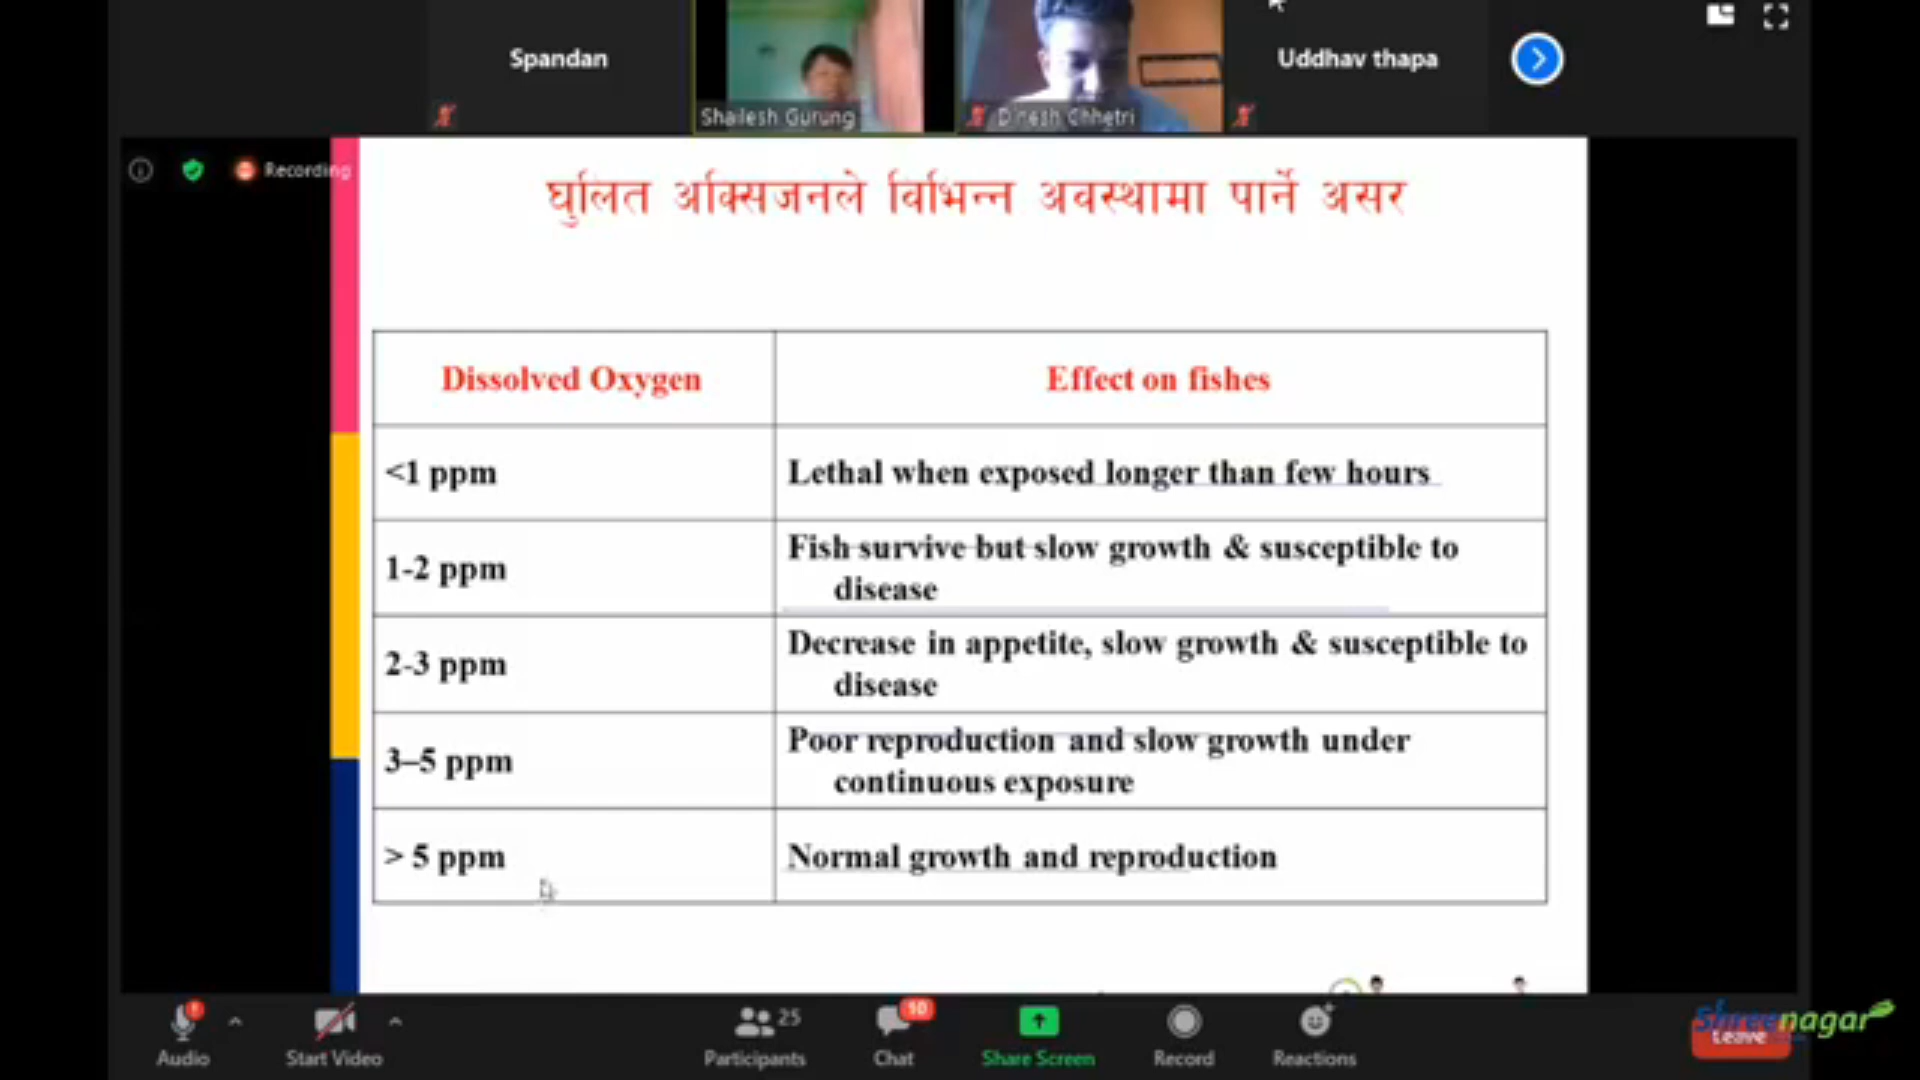 Spandan
Shailesh Gurung
Dinesh Chhetri
Uddhav thapa
Recording
घुलित अक्सिजनले विभिन्न अवस्थामा पार्ने असर
Dissolved Oxygen
Effect on fishes
<1 ppm
Lethal when exposed longer than few hours
1-2 ppm
Fish survive but slow growth & susceptible to
disease
2-3 ppm
Decrease in appetite, slow growth & susceptible to
disease
3–5 ppm
Poor reproduction and slow growth under
continuous exposure
> 5 ppm
Normal growth and reproduction
Audio
Start Video
25
Participants
10
Chat
Share Screen
Record
Reactions
Shreenagar
Leave